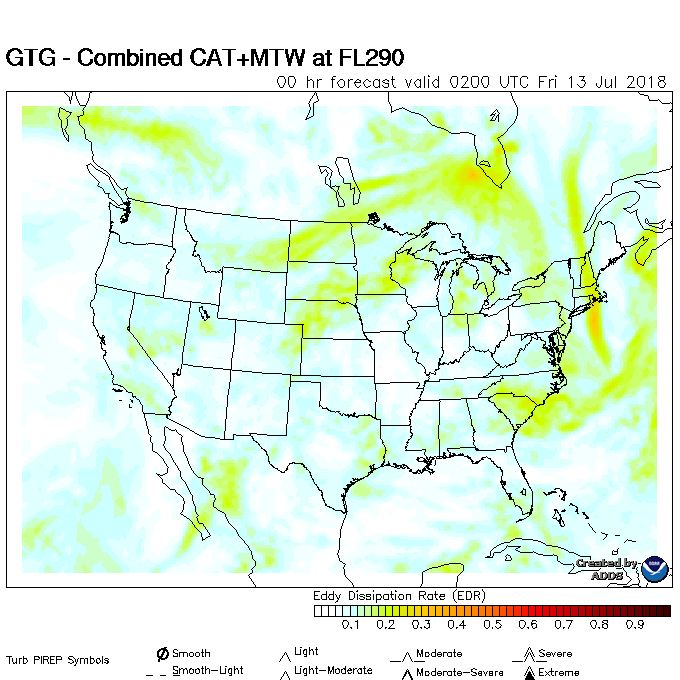 GTG - Combined CAT+MTW at FL290
00 hr forecast valid 0200 UTC Fri 13 Jul 2018
Created by
ADDS
Eddy Dissipation Rate (EDR)
0.1 0.2 0.3 0.4 0.5 0.6 0.7 0.8 0.9
Turb PIREP Symbols
Smooth Light Moderate Severe
Smooth-Light Light-Moderate Moderate-Severe Extreme